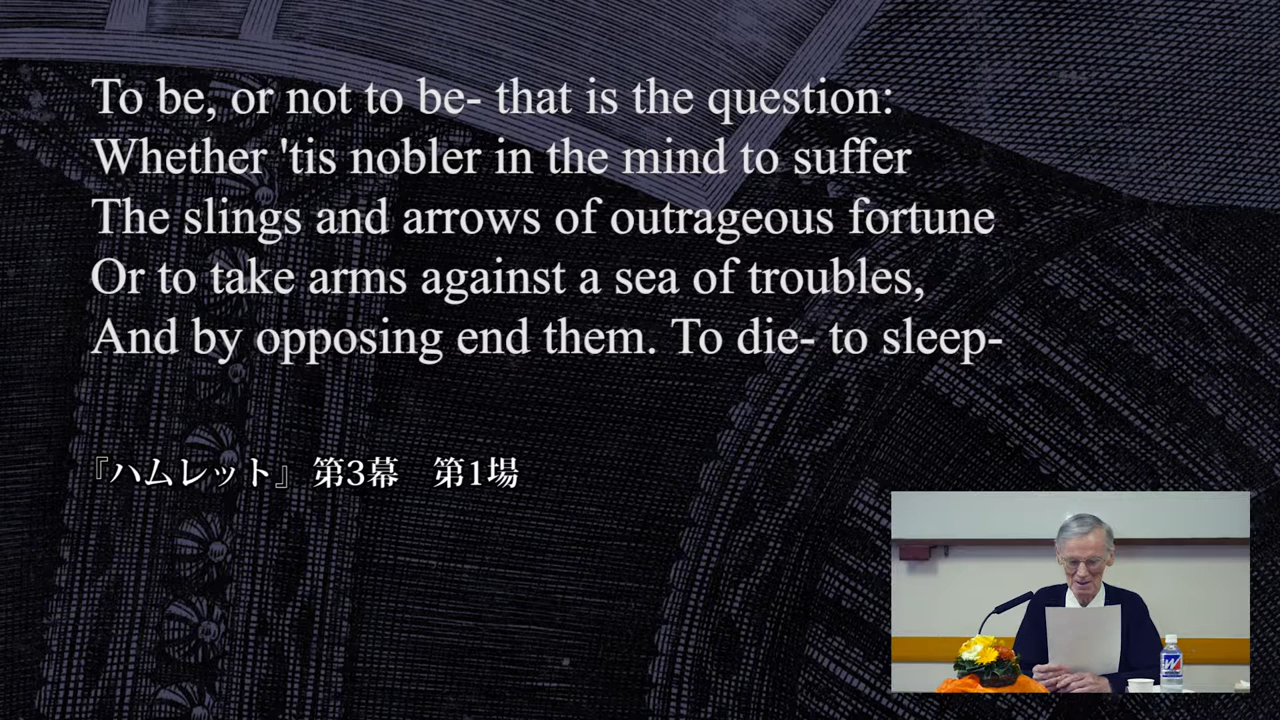 To be, or not to be- that is the question:
Whether 'tis nobler in the mind to suffer
The slings and arrows of outrageous fortune
Or to take arms against a sea of troubles,
And by opposing end them. To die- to sleep-
『ハムレット』 第3幕　第1場
W